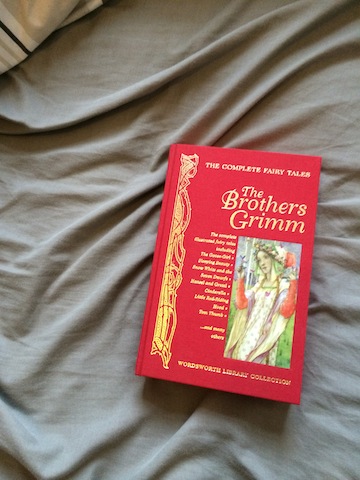 THE COMPLETE FAIRY TALES
The
Brothers
Grimm
The complete
illustrated fairy tales
including
The Goose-Girl •
Sleeping Beauty •
Snow White and the
Seven Dwarfs •
Hansel and Gretel •
Cinderella •
Little Red-Riding
Hood •
Tom Thumb •
...and many
others
WORDSWORTH LIBRARY COLLECTION